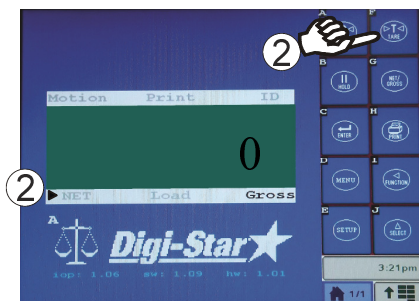 A
F
2
TARE
B
G
HOLD
NET/
GROSS
Motion Print ID
C
H
ENTER
PRINT
0
D
I
2
NET Load Gross
MENU
FUNCTION
A
E
J
Digi-Star
SETUP
SELECT
iop: 1.06 sw: 1.09 hw: 1.01
3:21pm
1/1